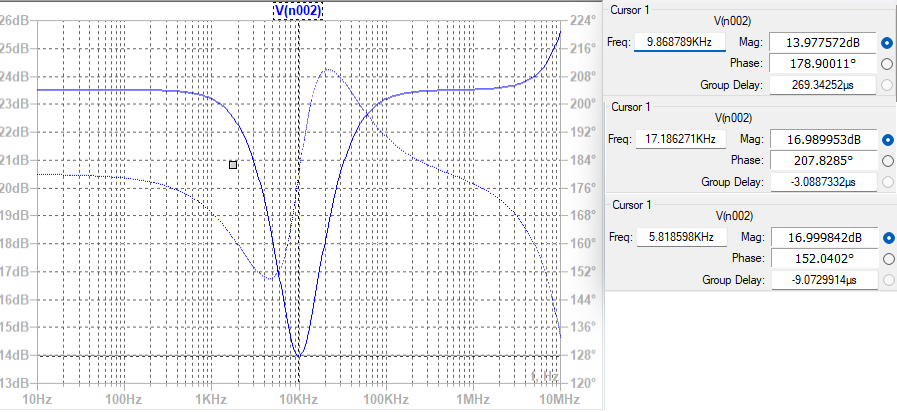 V(n002)
26dB 224°
25dB 216°
24dB 208°
23dB 200°
22dB 192°
21dB 184°
20dB 176°
19dB 168°
18dB 160°
17dB 152°
16dB 144°
15dB 136°
14dB 128°
13dB 120°
10Hz 100Hz 1KHz 10KHz 100KHz 1MHz 10MHz
Cursor 1
V(n002)
Freq: 9.868789KHz Mag: 13.977572dB
Phase: 178.90011°
Group Delay: 269.34252µs
Cursor 1
V(n002)
Freq: 17.186271KHz Mag: 16.989953dB
Phase: 207.8285°
Group Delay: -3.0887332µs
Cursor 1
V(n002)
Freq: 5.818598KHz Mag: 16.999842dB
Phase: 152.0402°
Group Delay: -9.0729914µs